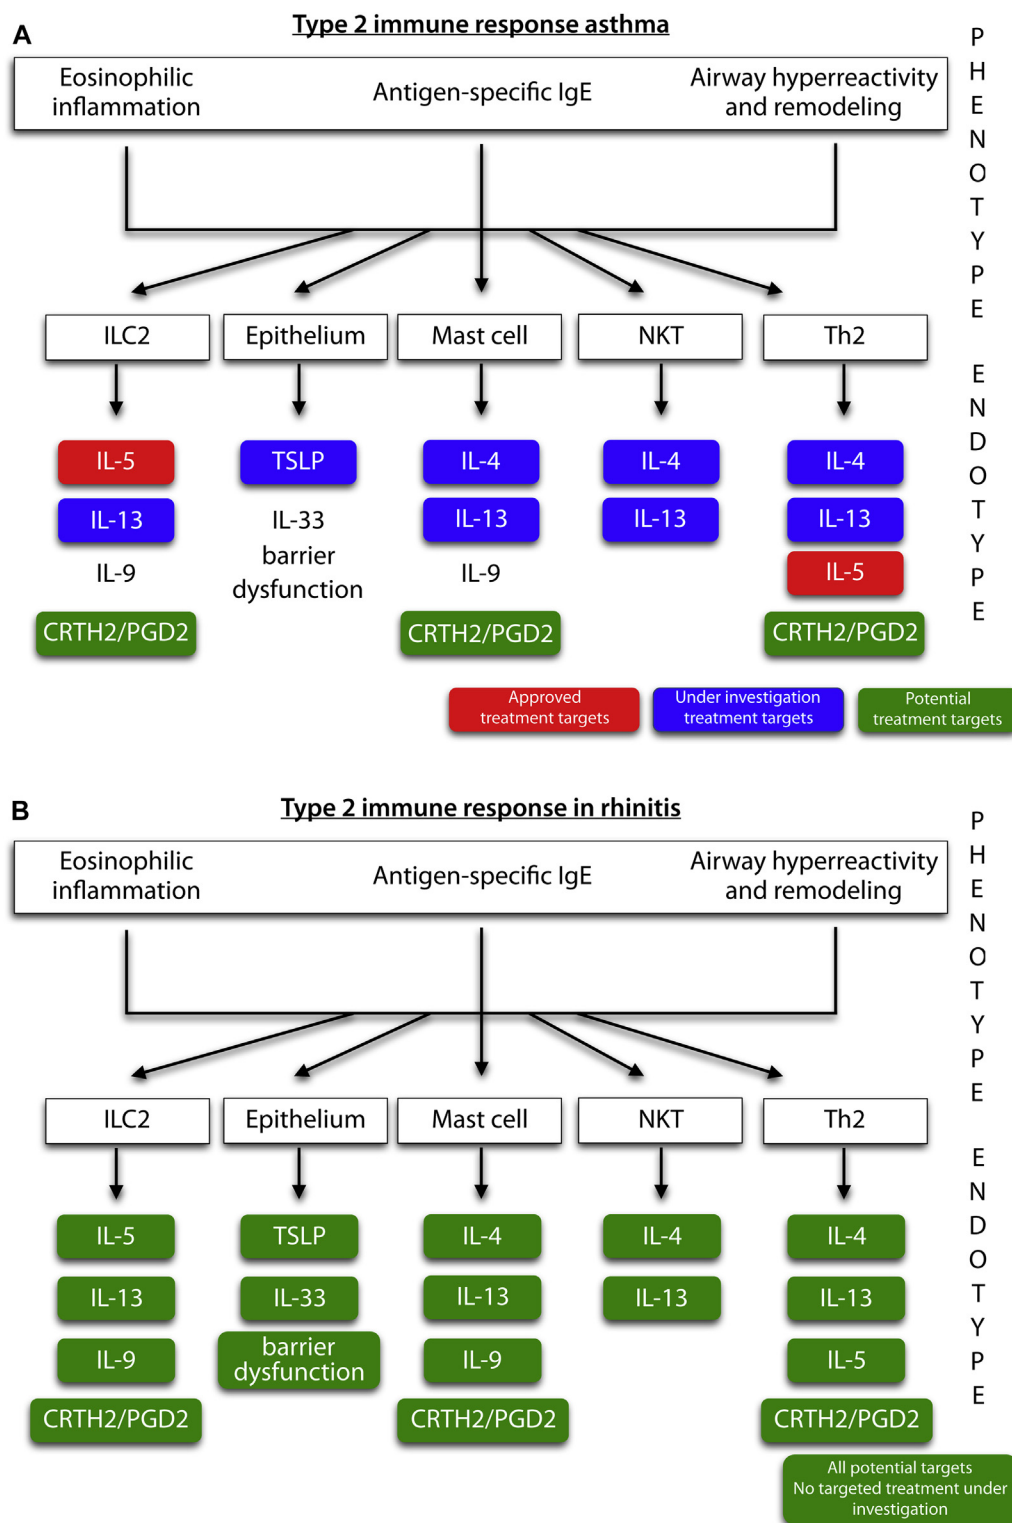 A
Type 2 immune response asthma
Eosinophilic
inflammation
Antigen-specific IgE
Airway hyperreactivity
and remodeling
PHENOTYPE
ILC2
Epithelium
Mast cell
NKT
Th2
ENDOTYPE
IL-5
TSLP
IL-4
IL-4
IL-4
IL-13
IL-33
IL-13
IL-13
IL-13
barrier
dysfunction
IL-9
IL-9
IL-5
CRTH2/PGD2
CRTH2/PGD2
CRTH2/PGD2
Approved
treatment targets
Under investigation
treatment targets
Potential
treatment targets
B
Type 2 immune response in rhinitis
Eosinophilic
inflammation
Antigen-specific IgE
Airway hyperreactivity
and remodeling
PHENOTYPE
ILC2
Epithelium
Mast cell
NKT
Th2
ENDOTYPE
IL-5
TSLP
IL-4
IL-4
IL-4
IL-13
IL-33
IL-13
IL-13
IL-13
IL-9
barrier
dysfunction
IL-9
IL-5
CRTH2/PGD2
CRTH2/PGD2
CRTH2/PGD2
All potential targets
No targeted treatment under
investigation